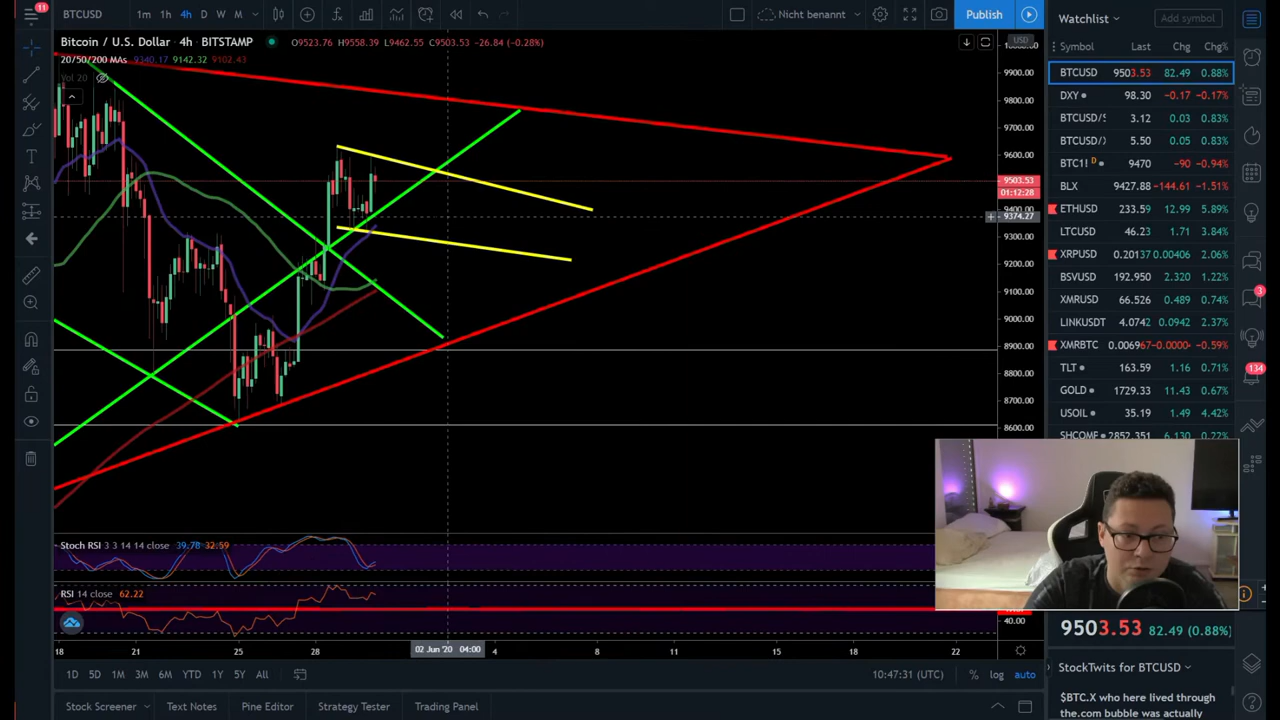 11
BTCUSD
1m 1h 4h D W M
Nicht benannt
Publish
Watchlist
Add symbol
Bitcoin / U.S. Dollar 4h BITSTAMP O9523.76 H9558.39 L9462.55 C9503.53 -26.84 (-0.28%)
20/50/200 MAs 9340.17 9142.32 9102.43
Vol 20
USD
9900.00
9800.00
9700.00
9600.00
9503.53
01:12:28
9400.00
9374.27
9300.00
9200.00
9100.00
9000.00
8900.00
8800.00
8700.00
8600.00
Symbol Last Chg Chg%
BTCUSD 9503.53 82.49 0.88%
DXY 98.30 -0.17 -0.17%
BTCUSD/S 3.12 0.03 0.83%
BTCUSD/) 5.50 0.05 0.83%
BTC1! D 9470 -90 -0.94%
BLX 9427.88 -144.61 -1.51%
ETHUSD 233.59 12.99 5.89%
LTCUSD 46.23 1.71 3.84%
XRPUSD 0.20137 0.00406 2.06%
BSVUSD 192.950 2.320 1.22%
XMRUSD 66.526 0.489 0.74%
LINKUSDT 4.0742 0.0942 2.37%
XMRBTC 0.006967 -0.0000 -0.59%
TLT 163.59 1.16 0.71%
GOLD 1729.33 11.43 0.67%
USOIL 35.19 1.49 4.42%
SHCOMP 2852.351 6.130 0.22%
3
134
Stoch RSI 3 3 14 14 close 39.78 32.59
RSI 14 close 62.22
40.00
18 21 25 28 02 Jun '20 04:00 4 8 11 15 18 22
1D 5D 1M 3M 6M YTD 1Y 5Y All
10:47:31 (UTC) % log auto
Stock Screener Text Notes Pine Editor Strategy Tester Trading Panel
9503.53 82.49 (0.88%)
StockTwits for BTCUSD
$BTC.X who here lived through
the.com bubble was actually